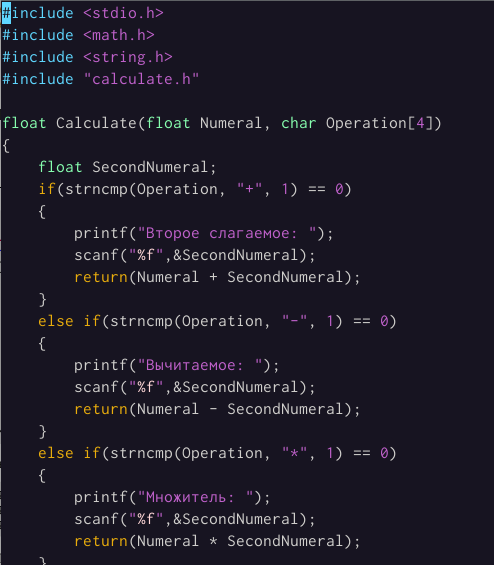 #include <stdio.h>
#include <math.h>
#include <string.h>
#include "calculate.h"

float Calculate(float Numeral, char Operation[4])
{
    float SecondNumeral;
    if(strncmp(Operation, "+", 1) == 0)
    {
        printf("Второе слагаемое: ");
        scanf("%f",&SecondNumeral);
        return(Numeral + SecondNumeral);
    }
    else if(strncmp(Operation, "-", 1) == 0)
    {
        printf("Вычитаемое: ");
        scanf("%f",&SecondNumeral);
        return(Numeral - SecondNumeral);
    }
    else if(strncmp(Operation, "*", 1) == 0)
    {
        printf("Множитель: ");
        scanf("%f",&SecondNumeral);
        return(Numeral * SecondNumeral);
    }